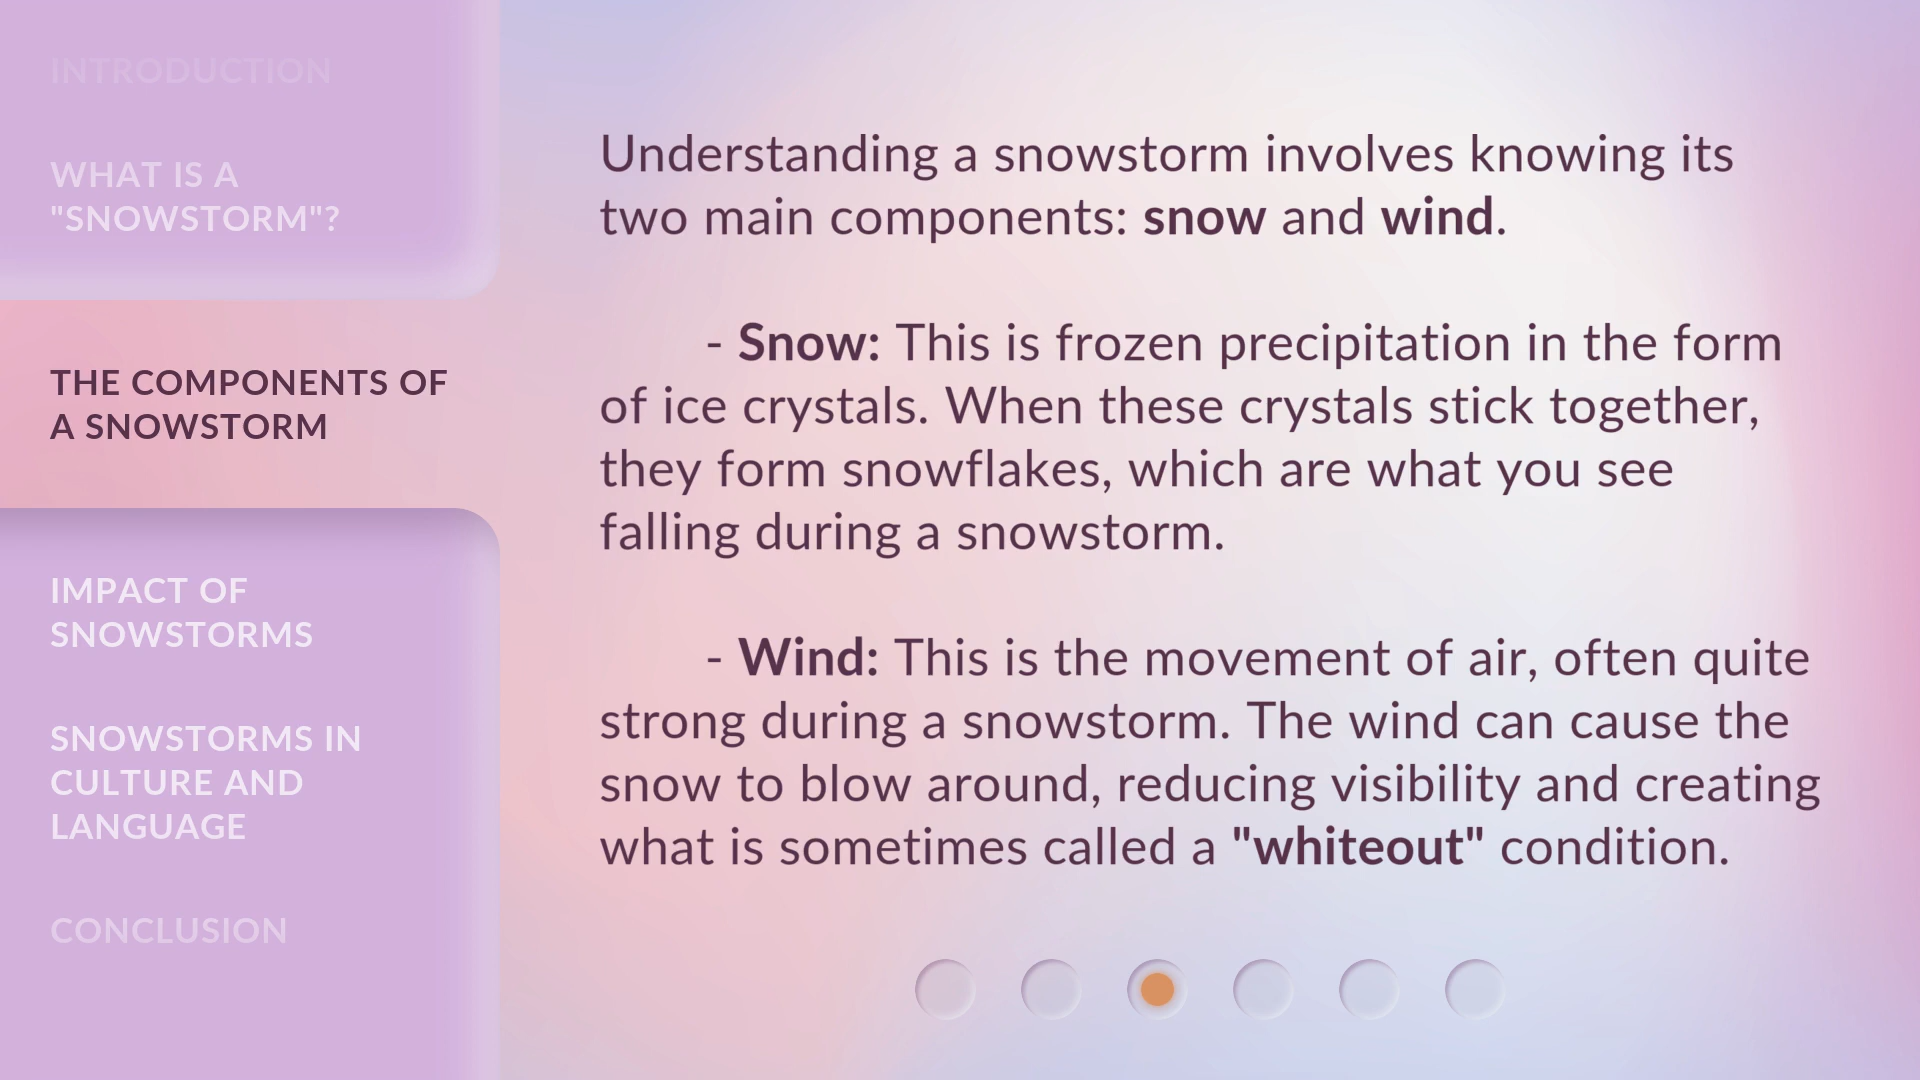 INTRODUCTION
WHAT IS A
"SNOWSTORM"?
THE COMPONENTS OF
A SNOWSTORM
IMPACT OF
SNOWSTORMS
SNOWSTORMS IN
CULTURE AND
LANGUAGE
CONCLUSION
Understanding a snowstorm involves knowing its
two main components: snow and wind.
- Snow: This is frozen precipitation in the form
of ice crystals. When these crystals stick together,
they form snowflakes, which are what you see
falling during a snowstorm.
- Wind: This is the movement of air, often quite
strong during a snowstorm. The wind can cause the
snow to blow around, reducing visibility and creating
what is sometimes called a "whiteout" condition.